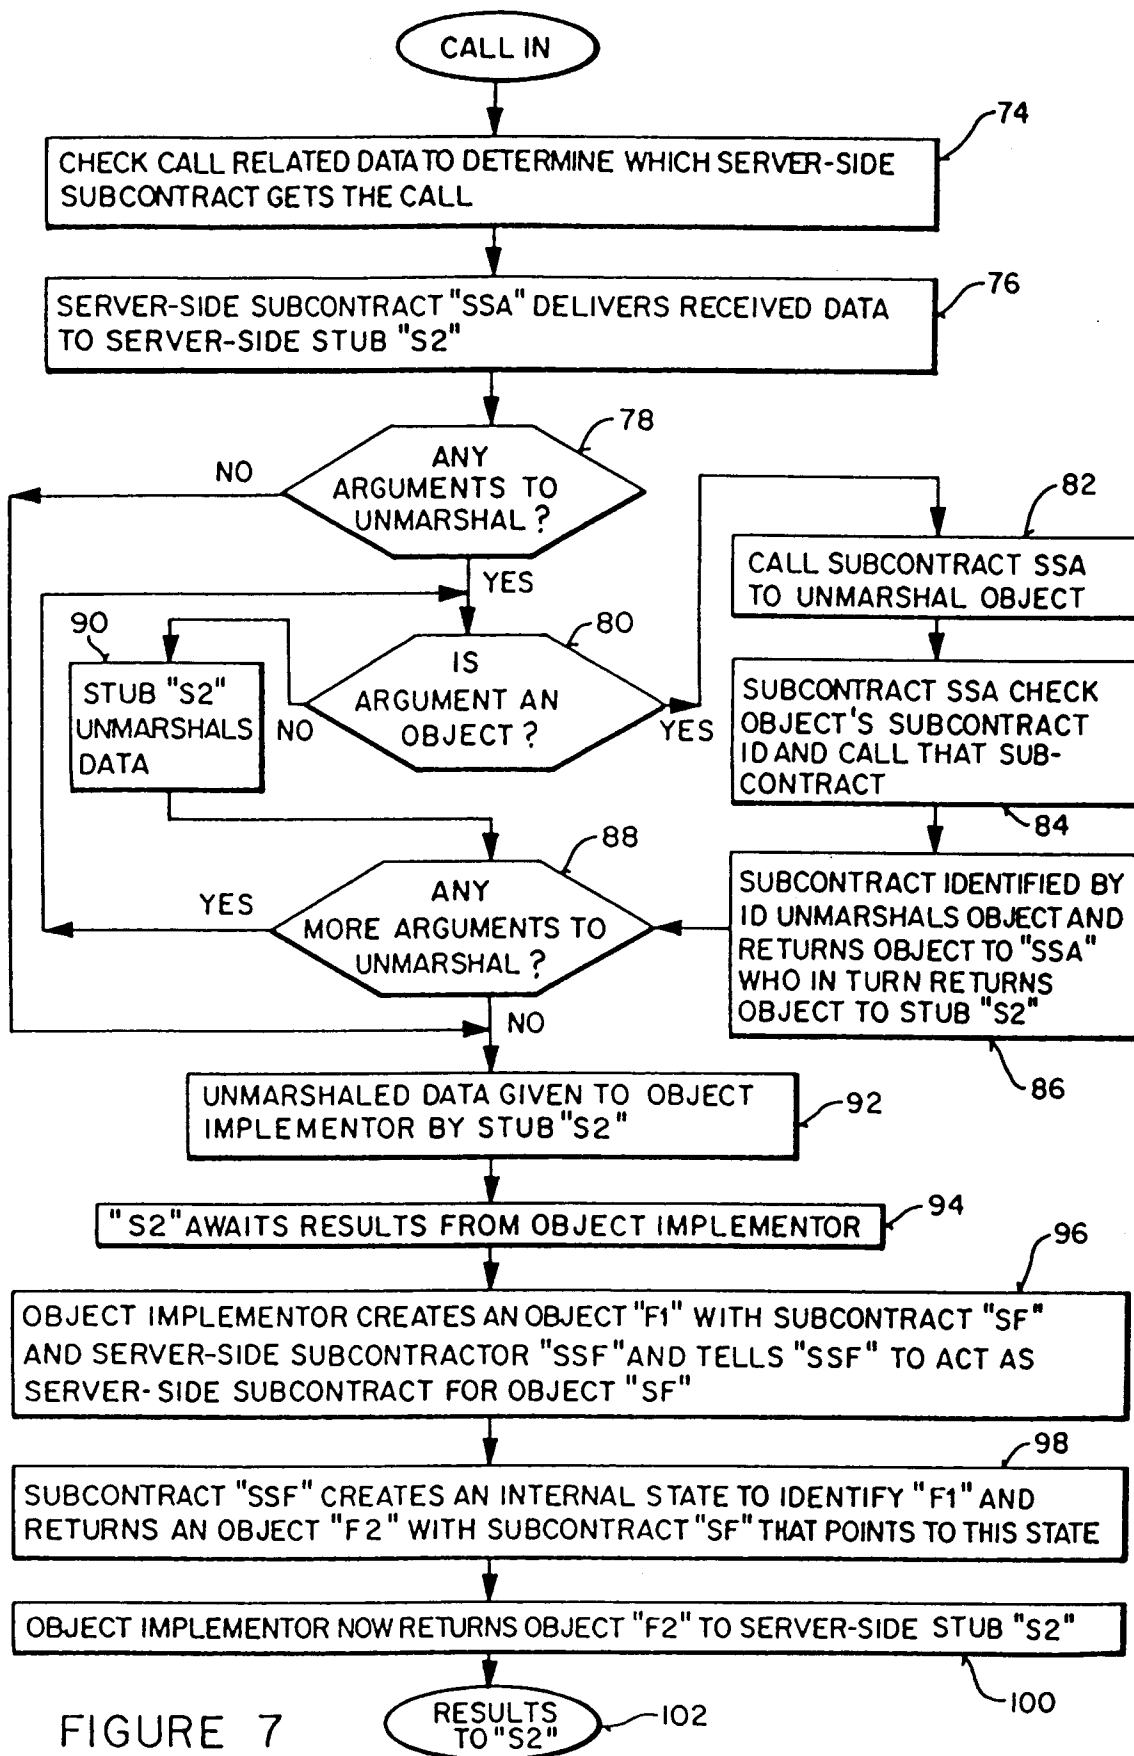 CALL IN
74
CHECK CALL RELATED DATA TO DETERMINE WHICH SERVER-SIDE
SUBCONTRACT GETS THE CALL
76
SERVER-SIDE SUBCONTRACT "SSA" DELIVERS RECEIVED DATA
TO SERVER-SIDE STUB "S2"
78
ANY
ARGUMENTS TO
UNMARSHAL ?
NO
YES
82
CALL SUBCONTRACT SSA
TO UNMARSHAL OBJECT
80
IS
ARGUMENT AN
OBJECT ?
NO
YES
90
STUB "S2"
UNMARSHALS
DATA
SUBCONTRACT SSA CHECK
OBJECT'S SUBCONTRACT
ID AND CALL THAT SUB-
CONTRACT
84
88
ANY
MORE ARGUMENTS TO
UNMARSHAL ?
YES
NO
SUBCONTRACT IDENTIFIED BY
ID UNMARSHALS OBJECT AND
RETURNS OBJECT TO "SSA"
WHO IN TURN RETURNS
OBJECT TO STUB "S2"
86
UNMARSHALED DATA GIVEN TO OBJECT
IMPLEMENTOR BY STUB "S2"
92
"S2" AWAITS RESULTS FROM OBJECT IMPLEMENTOR
94
96
OBJECT IMPLEMENTOR CREATES AN OBJECT "F1" WITH SUBCONTRACT "SF"
AND SERVER-SIDE SUBCONTRACTOR "SSF" AND TELLS "SSF" TO ACT AS
SERVER-SIDE SUBCONTRACT FOR OBJECT "SF"
98
SUBCONTRACT "SSF" CREATES AN INTERNAL STATE TO IDENTIFY "F1" AND
RETURNS AN OBJECT "F2" WITH SUBCONTRACT "SF" THAT POINTS TO THIS STATE
OBJECT IMPLEMENTOR NOW RETURNS OBJECT "F2" TO SERVER-SIDE STUB "S2"
100
RESULTS
TO "S2"
102
FIGURE 7